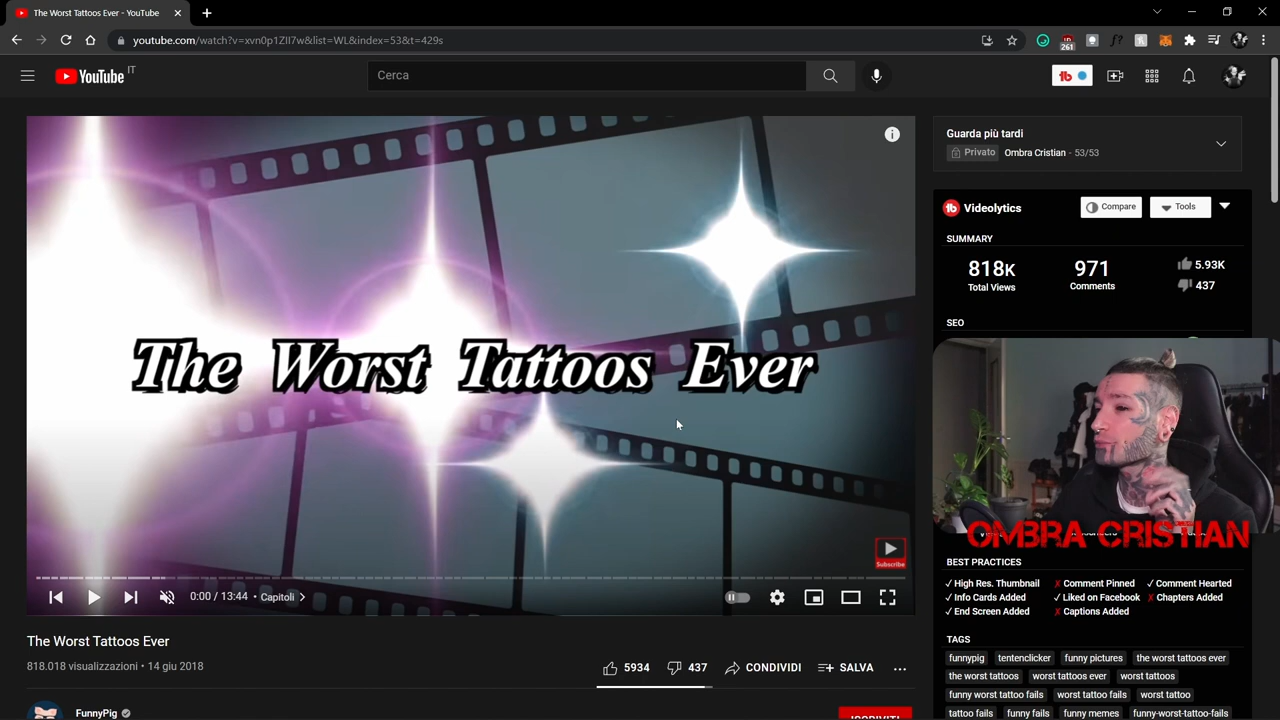 The Worst Tattoos Ever - YouTube
youtube.com/watch?v=xvn0p1ZII7w&list=WL&index=53&t=429s
261
f?
YouTube IT
Cerca
The Worst Tattoos Ever
Subscribe
0:00 / 13:44 • Capitoli
The Worst Tattoos Ever
818.018 visualizzazioni • 14 giu 2018
5934
437
CONDIVIDI
SALVA
FunnyPig
ISCRIVITI
Guarda più tardi
Privato Ombra Cristian - 53/53
Videolytics
Compare
Tools
SUMMARY
818K
Total Views
971
Comments
5.93K
437
SEO
OMBRA CRISTIAN
BEST PRACTICES
✓ High Res. Thumbnail ✗ Comment Pinned ✓ Comment Hearted
✓ Info Cards Added ✓ Liked on Facebook ✗ Chapters Added
✓ End Screen Added ✗ Captions Added
TAGS
funnypig tentenclicker funny pictures the worst tattoos ever
the worst tattoos worst tattoos ever worst tattoos
funny worst tattoo fails worst tattoo fails worst tattoo
tattoo fails funny fails funny memes funny-worst-tattoo-fails